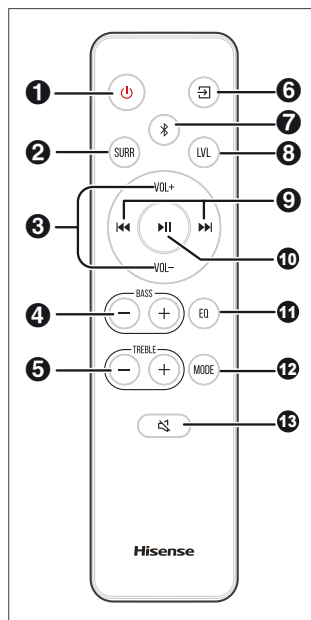 1
6
7
2
SURR
LVL
8
VOL+
3
9
VOL−
10
BASS
4
− +
EQ
11
TREBLE
5
− +
MODE
12
13
Hisense